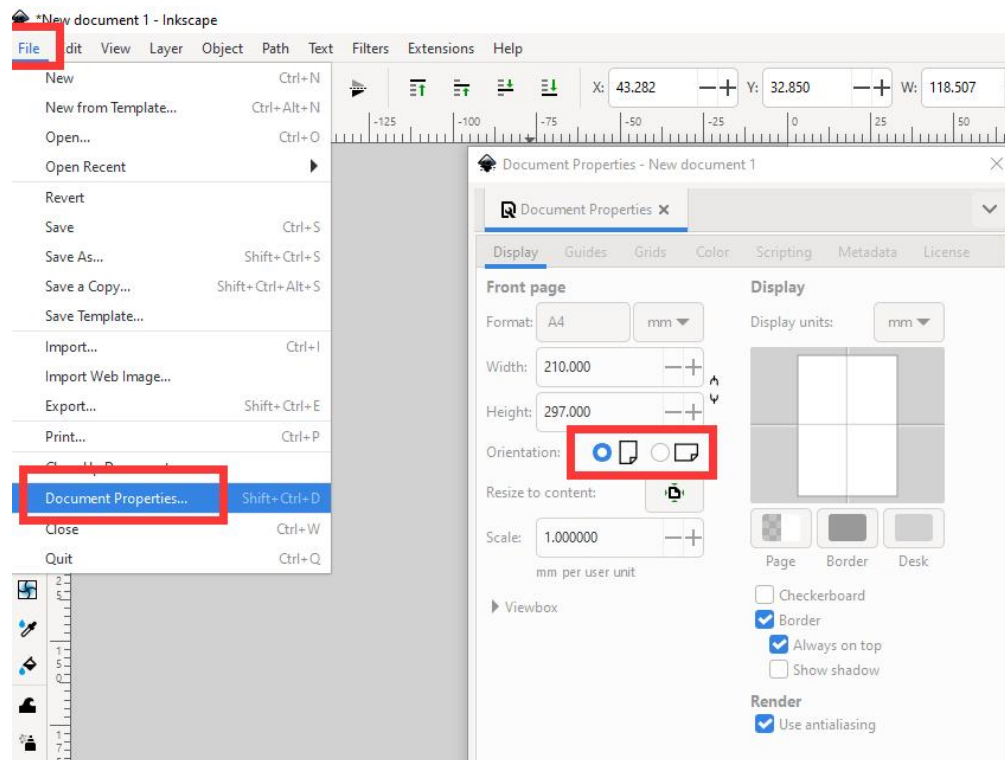 *New document 1 - Inkscape
File Edit View Layer Object Path Text Filters Extensions Help
New Ctrl+N
New from Template... Ctrl+Alt+N
Open... Ctrl+O
Open Recent
Revert
Save Ctrl+S
Save As... Shift+Ctrl+S
Save a Copy... Shift+Ctrl+Alt+S
Save Template...
Import... Ctrl+I
Import Web Image...
Export... Shift+Ctrl+E
Print... Ctrl+P
Document Properties... Shift+Ctrl+D
Close Ctrl+W
Quit Ctrl+Q
X: 43.282 Y: 32.850 W: 118.507
-125 -100 -75 -50 -25 0 25 50
Document Properties - New document 1
Document Properties
Display Guides Grids Color Scripting Metadata License
Front page
Format: A4 mm
Width: 210.000
Height: 297.000
Orientation:
Resize to content:
Scale: 1.000000
mm per user unit
Viewbox
Display
Display units: mm
Page Border Desk
Checkerboard
Border
Always on top
Show shadow
Render
Use antialiasing